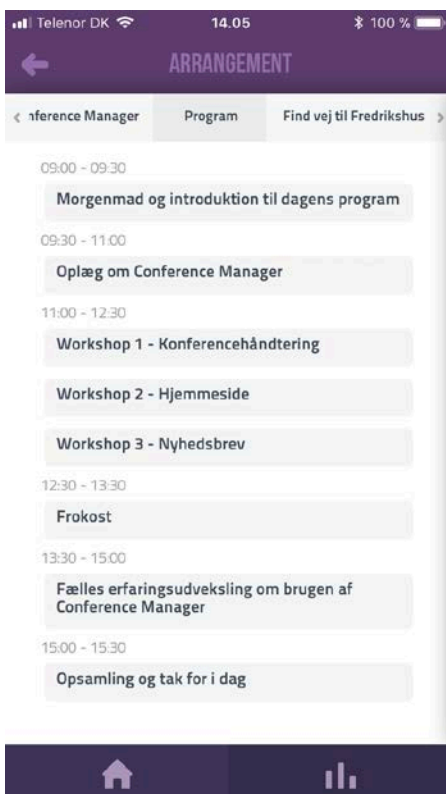 Telenor DK 14.05 100 %
ARRANGEMENT
nference Manager Program Find vej til Fredrikshus
09:00 - 09:30
Morgenmad og introduktion til dagens program
09:30 - 11:00
Oplæg om Conference Manager
11:00 - 12:30
Workshop 1 - Konferencehåndtering
Workshop 2 - Hjemmeside
Workshop 3 - Nyhedsbrev
12:30 - 13:30
Frokost
13:30 - 15:00
Fælles erfaringsudveksling om brugen af
Conference Manager
15:00 - 15:30
Opsamling og tak for i dag